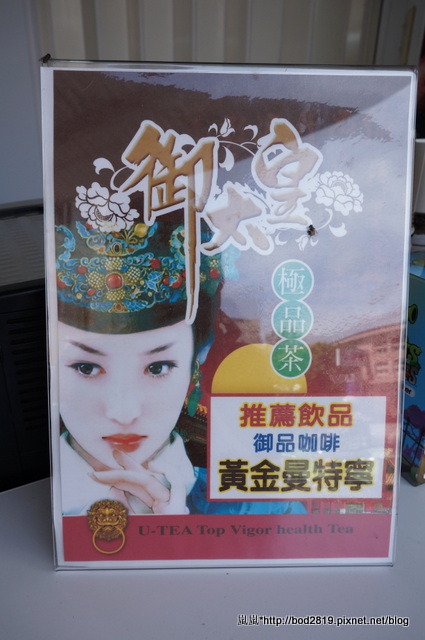 御大皇
極品茶
推薦飲品
御品咖啡
黃金曼特寧
U-TEA Top Vigor health Tea
嵐嵐*http://bod2819.pixnet.net/blog